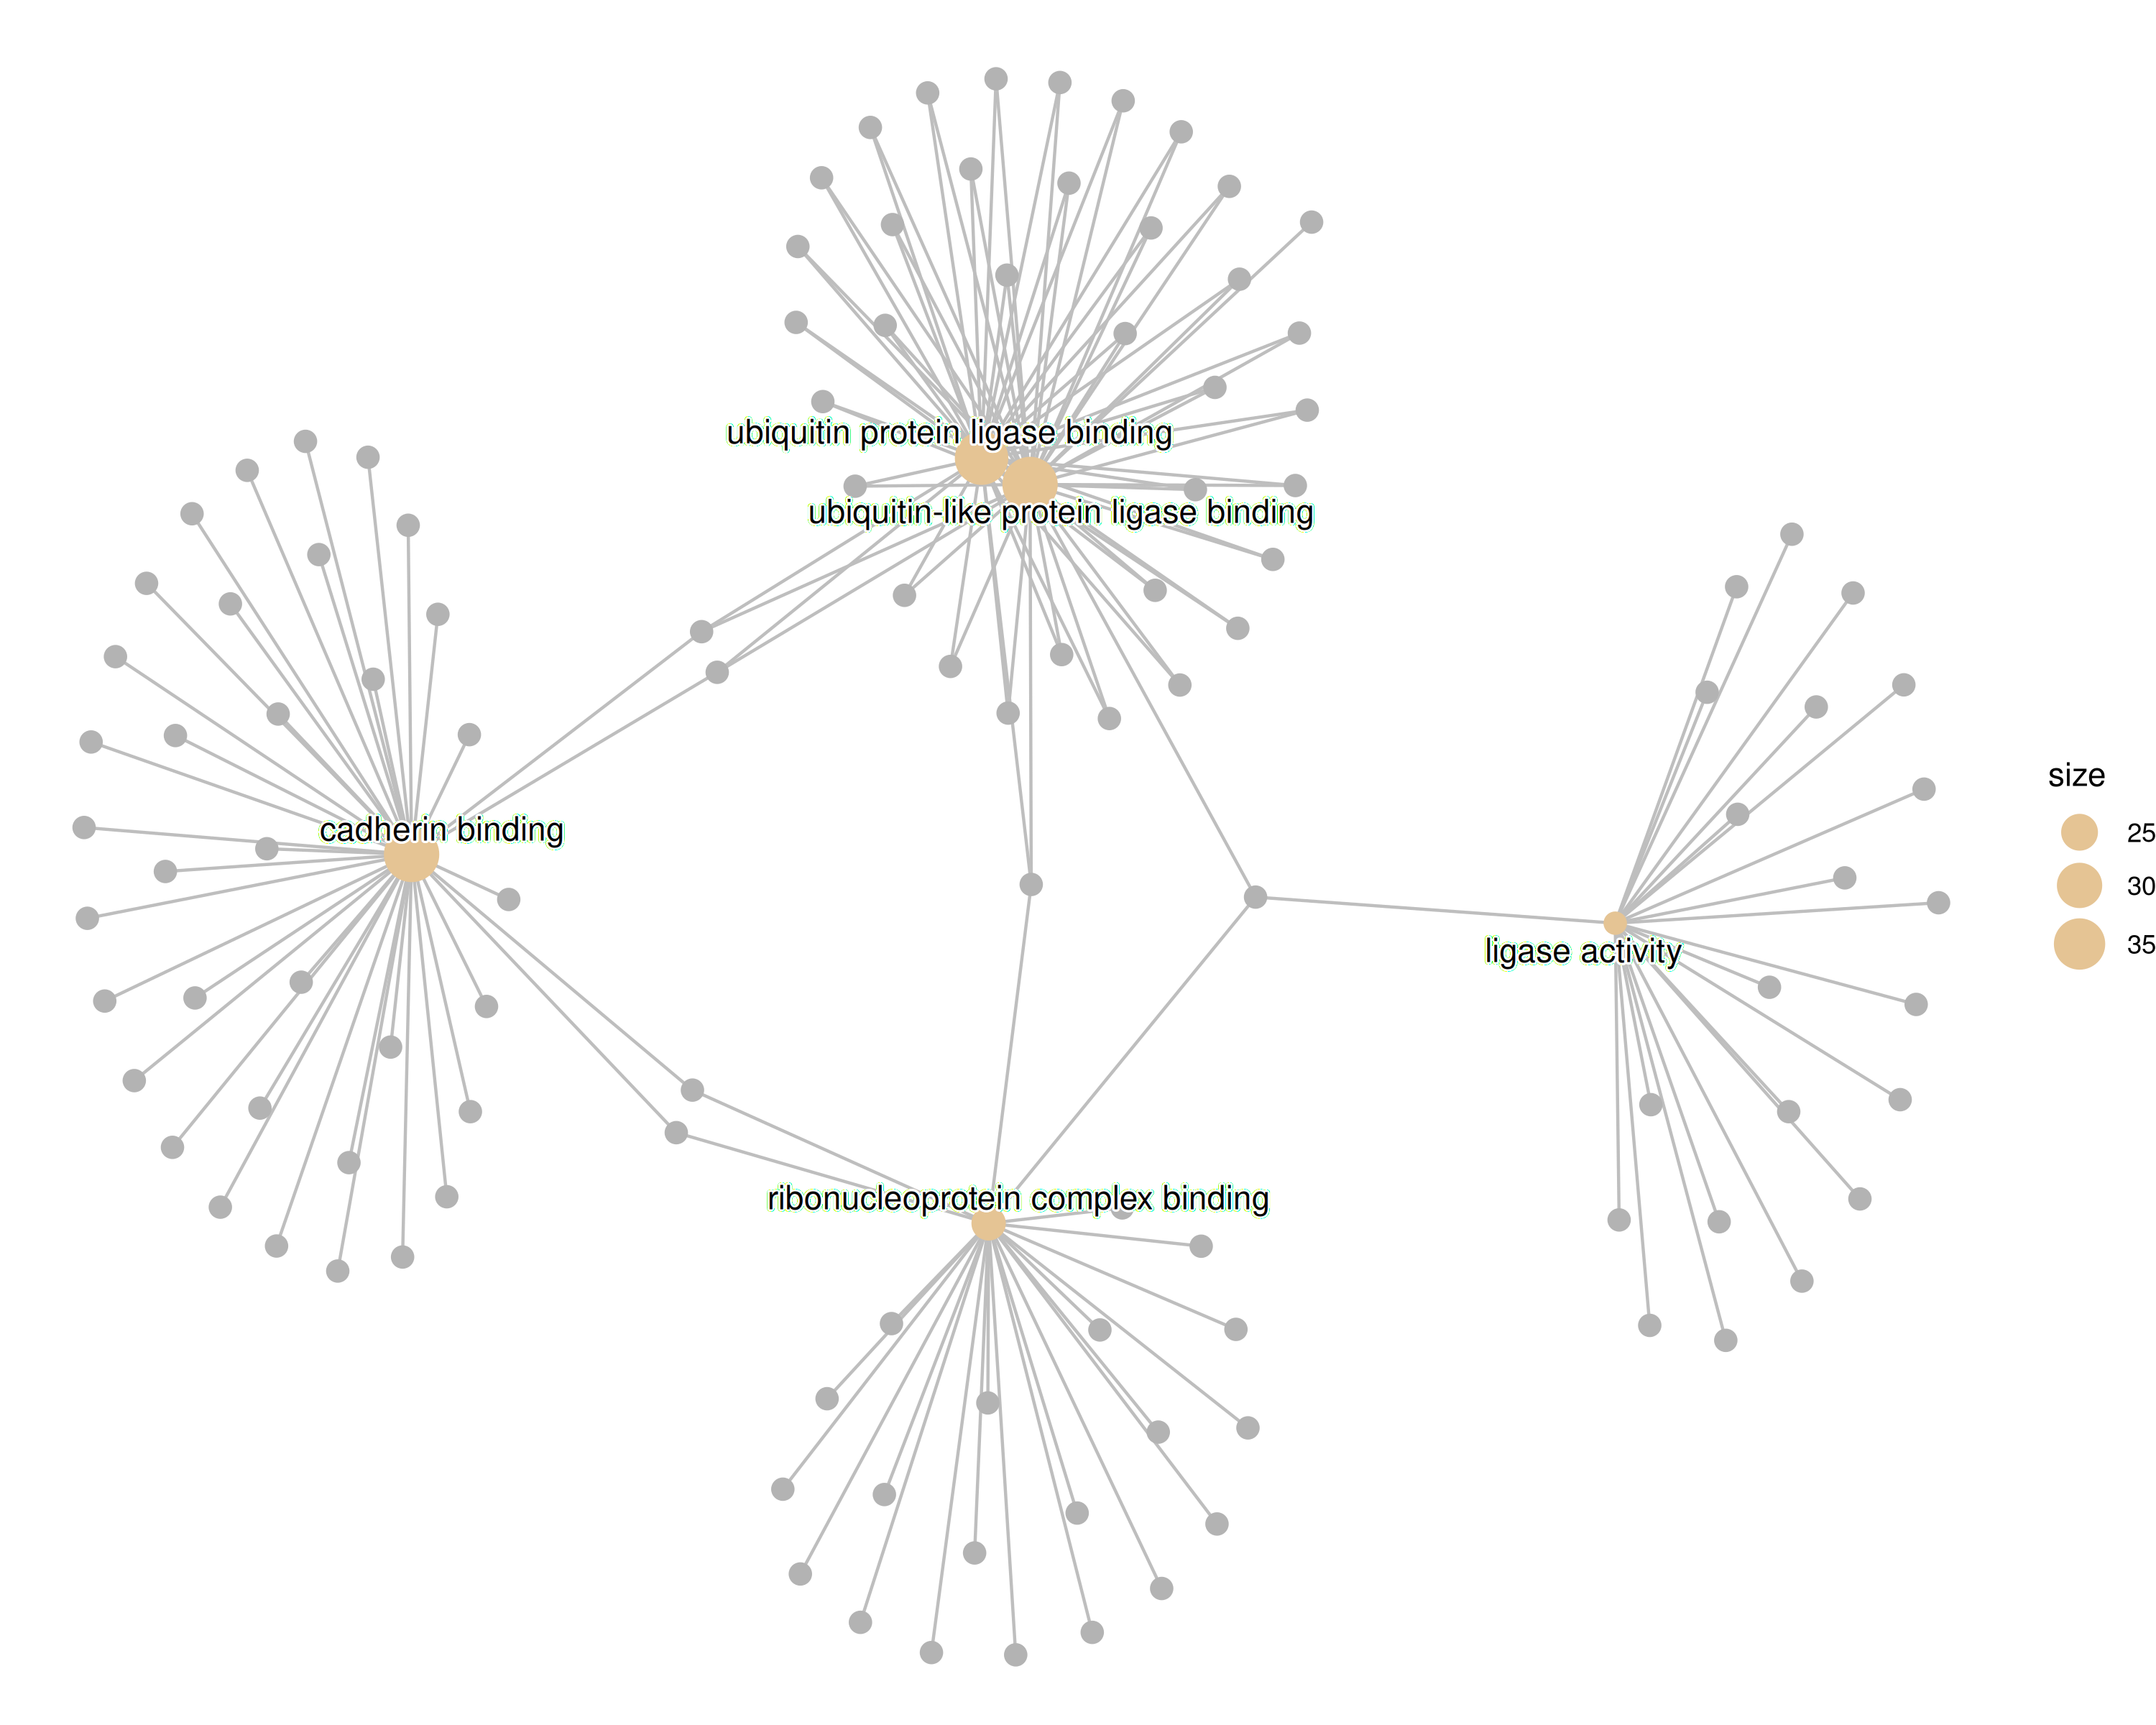 ubiquitin protein ligase binding
ubiquitin-like protein ligase binding
cadherin binding
ligase activity
ribonucleoprotein complex binding
size
25
30
35